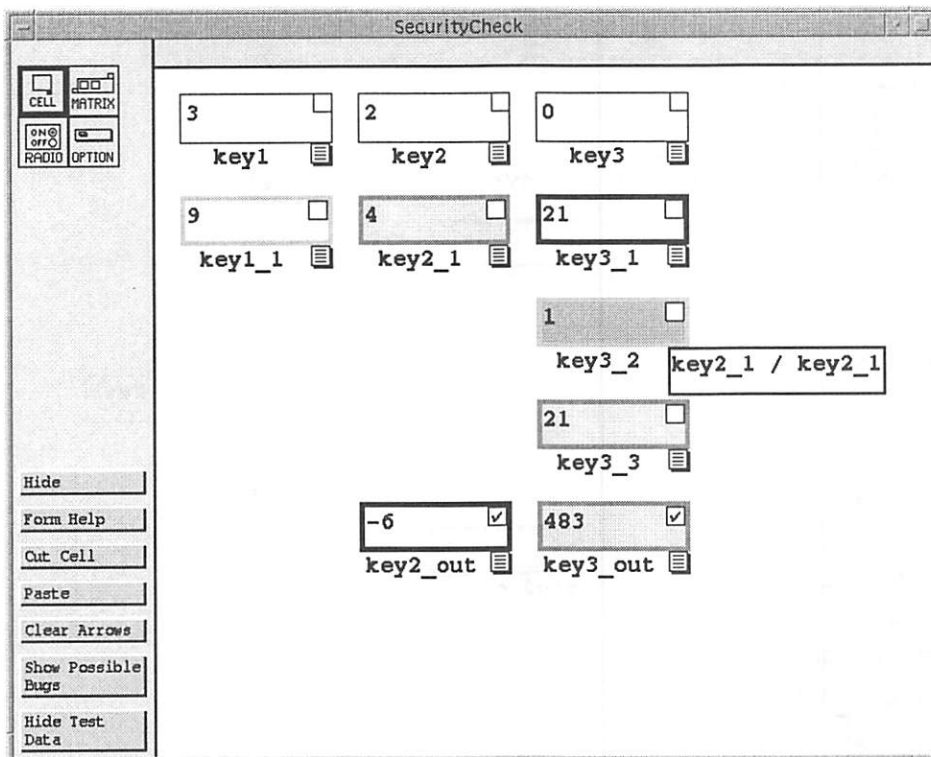 SecurityCheck
CELL MATRIX
ON OFF
RADIO OPTION
3 2 0
key1 key2 key3
9 4 21
key1_1 key2_1 key3_1
1
key3_2
key2_1 / key2_1
21
key3_3
-6 483
key2_out key3_out
Hide
Form Help
Cut Cell
Paste
Clear Arrows
Show Possible
Bugs
Hide Test
Data